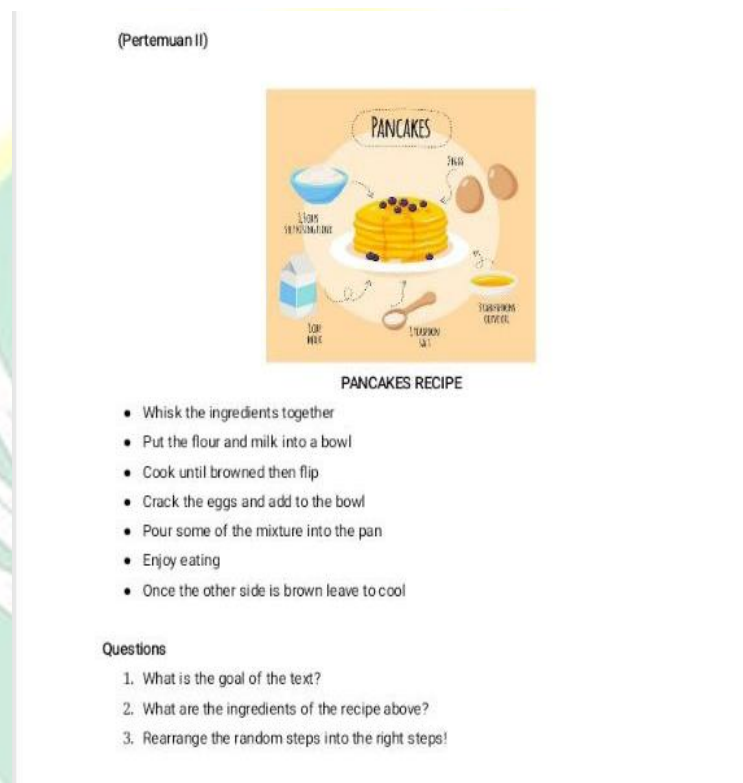 (Pertemuan II)
PANCAKES
EGGS
1 CUP
MILK
1 TEASPOON
PANCAKES RECIPE
• Whisk the ingredients together
• Put the flour and milk into a bowl
• Cook until browned then flip
• Crack the eggs and add to the bowl
• Pour some of the mixture into the pan
• Enjoy eating
• Once the other side is brown leave to cool
Questions
1. What is the goal of the text?
2. What are the ingredients of the recipe above?
3. Rearrange the random steps into the right steps!